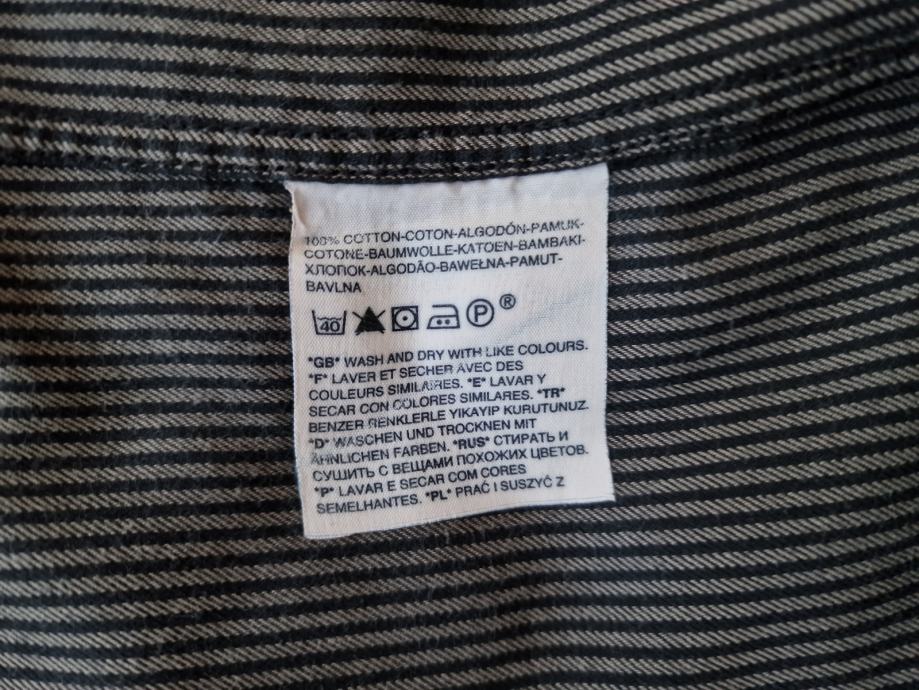 100% COTTON-COTON-ALGODÓN-PAMUK-
COTONE-BAUMWOLLE-KATOEN-BAMBAKI-
ХЛОПОК-ALGODÃO-BAWEŁNA-PAMUT-
BAVLNA
40 P ®
*GB* WASH AND DRY WITH LIKE COLOURS.
*F* LAVER ET SECHER AVEC DES
COULEURS SIMILAIRES. *E* LAVAR Y
SECAR CON COLORES SIMILARES. *TR*
BENZER RENKLERLE YIKAYIP KURUTUNUZ.
*D* WASCHEN UND TROCKNEN MIT
ÄHNLICHEN FARBEN. *RUS* СТИРАТЬ И
СУШИТЬ С ВЕЩАМИ ПОХОЖИХ ЦВЕТОВ.
*P* LAVAR E SECAR COM CORES
SEMELHANTES. *PL* PRAĆ I SUSZYĆ Z